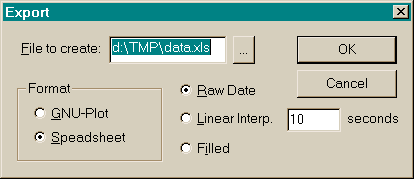 Export
File to create: d:\TMP\data.xls ... OK
Cancel
Format
GNU-Plot
Speadsheet
Raw Date
Linear Interp. 10 seconds
Filled